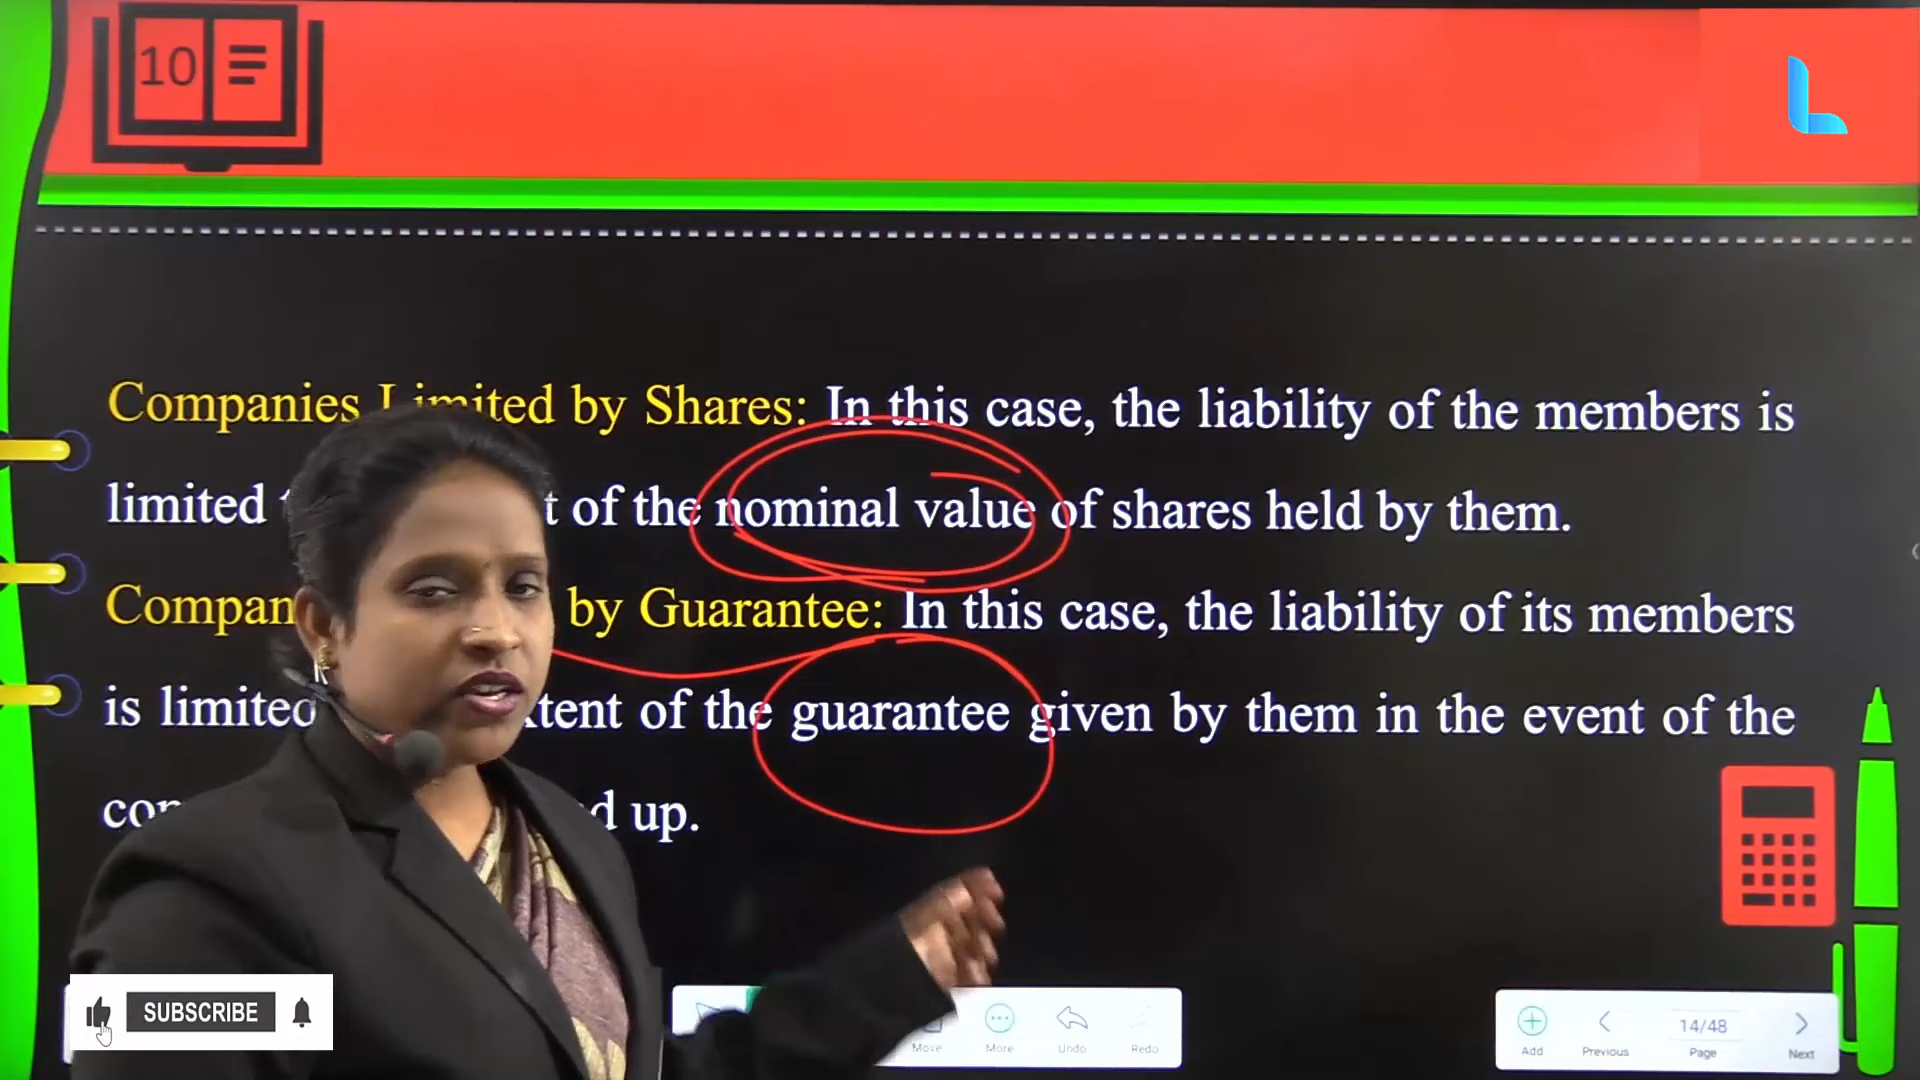 10
Companies Limited by Shares: In this case, the liability of the members is
limited t of the nominal value of shares held by them.
Compan by Guarantee: In this case, the liability of its members
is limited tent of the guarantee given by them in the event of the
d up.
SUBSCRIBE
Move More Undo Redo
Add Previous 14/48 Page Next